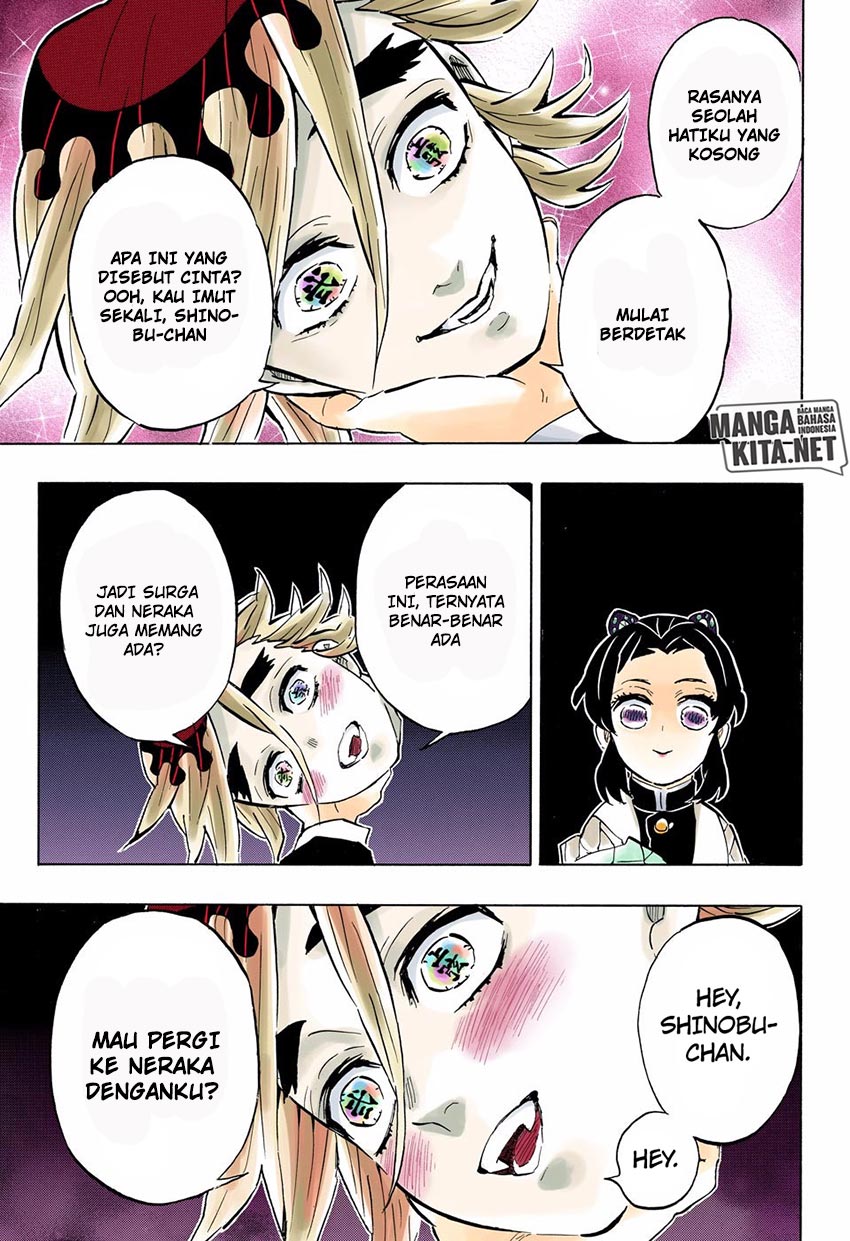 RASANYA
SEOLAH
HATIKU YANG
KOSONG
MULAI
BERDETAK
APA INI YANG
DISEBUT CINTA?
OOH, KAU IMUT
SEKALI, SHINO-
BU-CHAN
MANGA
KITA.NET
BACA MANGA
BAHASA
INDONESIA
PERASAAN
INI, TERNYATA
BENAR-BENAR
ADA
JADI SURGA
DAN NERAKA
JUGA MEMANG
ADA?
HEY,
SHINOBU-
CHAN.
HEY.
MAU PERGI
KE NERAKA
DENGANKU?